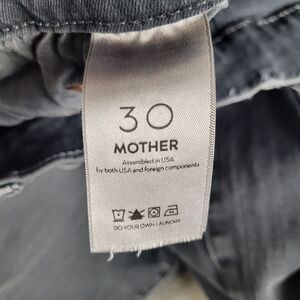 30
MOTHER
Assembled in USA
by both USA and foreign components
DO YOUR OWN LAUNDRY